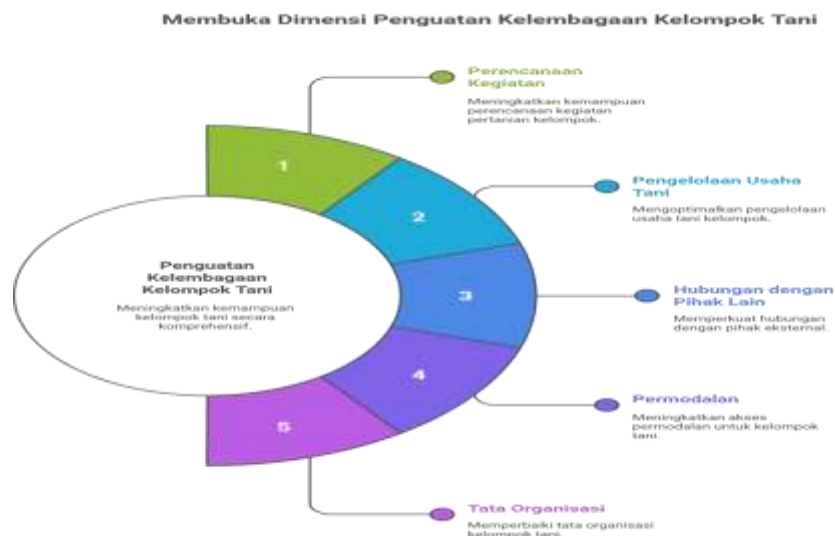 Membuka Dimensi Penguatan Kelembagaan Kelompok Tani
1
Perencanaan
Kegiatan
Meningkatkan kemampuan
perencanaan kegiatan
pertanian kelompok.
2
Pengelolaan Usaha
Tani
Mengoptimalkan pengelolaan
usaha tani kelompok.
Penguatan
Kelembagaan
Kelompok Tani
Meningkatkan kemampuan
kelompok tani secara
komprehensif.
3
Hubungan dengan
Pihak Lain
Memperkuat hubungan
dengan pihak eksternal.
4
Permodalan
Meningkatkan akses
permodalan untuk kelompok
tani.
5
Tata Organisasi
Memperbaiki tata organisasi
kelompok tani.